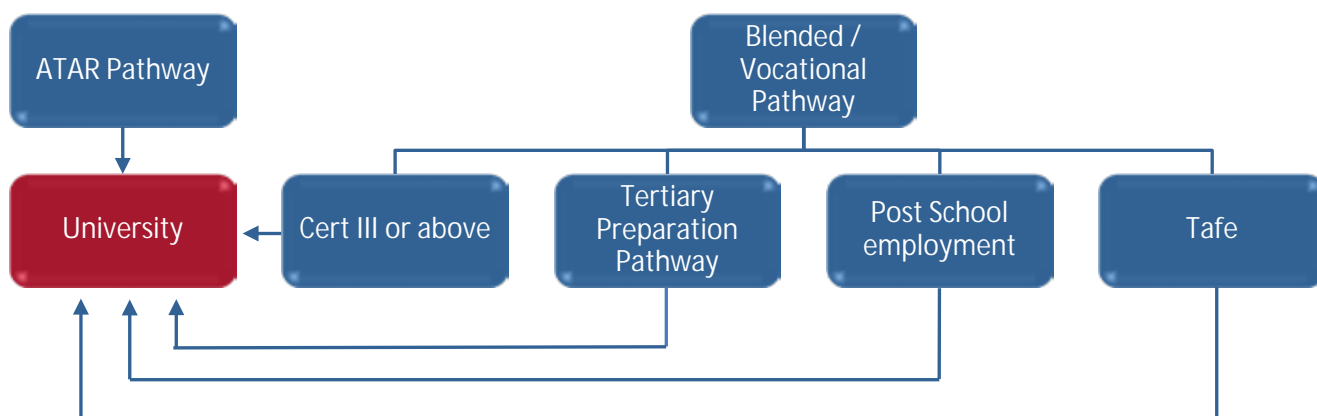 ATAR Pathway
Blended /
Vocational
Pathway
University
Cert III or above
Tertiary
Preparation
Pathway
Post School
employment
Tafe